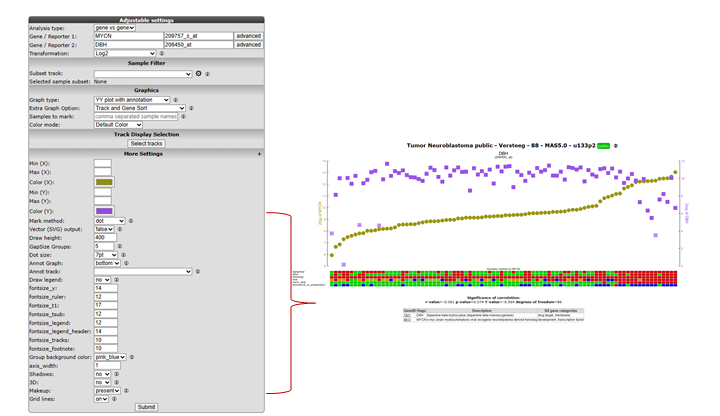 Adjustable settings
Analysis type: gene vs gene
Gene / Reporter 1: MYCN 209757_s_at advanced
Gene / Reporter 2: DBH 206450_at advanced
Transformation: Log2
Sample Filter
Subset track:
Selected sample subset: None
Graphics
Graph type: YY plot with annotation
Extra Graph Option: Track and Gene Sort
Samples to mark: comma separated sample names
Color mode: Default Color
Track Display Selection
Select tracks
More Settings +
Min (X):
Max (X):
Color (X):
Min (Y):
Max (Y):
Color (Y):
Mark method: dot
Vector (SVG) output: false
Draw height: 400
GapSize Groups: 5
Dot size: 7pt
Annot Graph: bottom
Annot track:
Draw legend: no
fontsize_y: 14
fontsize_ruler: 12
fontsize_t1: 17
fontsize_tsub: 12
fontsize_legend: 12
fontsize_legend_header: 14
fontsize_tracks: 10
fontsize_footnote: 10
Group background color: pink_blue
axis_width: 1
Shadows: no
3D: no
Makeup: present
Grid lines: on
Submit
Tumor Neuroblastoma public - Versteeg - 88 - MAS5.0 - u133p2
DBH
(206450_at)
2log of MYCN
2log of DBH
Significance of correlation: